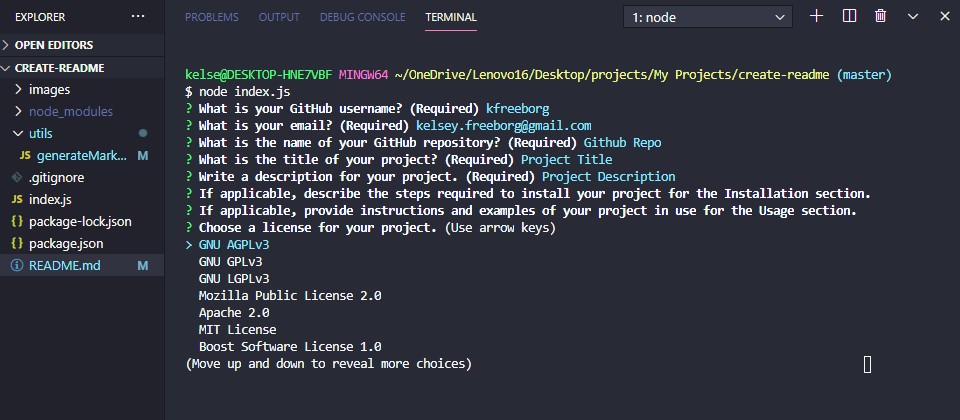 EXPLORER ...
OPEN EDITORS
CREATE-README
images
node_modules
utils
JS generateMark... M
.gitignore
JS index.js
{} package-lock.json
{} package.json
README.md M
PROBLEMS OUTPUT DEBUG CONSOLE TERMINAL 1: node
kelse@DESKTOP-HNE7VBF MINGW64 ~/OneDrive/Lenovo16/Desktop/projects/My Projects/create-readme (master)
$ node index.js
? What is your GitHub username? (Required) kfreeborg
? What is your email? (Required) kelsey.freeborg@gmail.com
? What is the name of your GitHub repository? (Required) Github Repo
? What is the title of your project? (Required) Project Title
? Write a description for your project. (Required) Project Description
? If applicable, describe the steps required to install your project for the Installation section.
? If applicable, provide instructions and examples of your project in use for the Usage section.
? Choose a license for your project. (Use arrow keys)
> GNU AGPLv3
GNU GPLv3
GNU LGPLv3
Mozilla Public License 2.0
Apache 2.0
MIT License
Boost Software License 1.0
(Move up and down to reveal more choices)